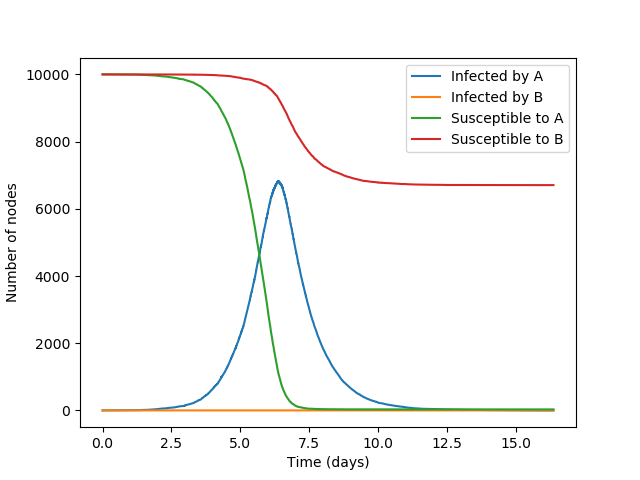 10000
8000
6000
4000
2000
0
Number of nodes
0.0 2.5 5.0 7.5 10.0 12.5 15.0
Time (days)
Infected by A
Infected by B
Susceptible to A
Susceptible to B